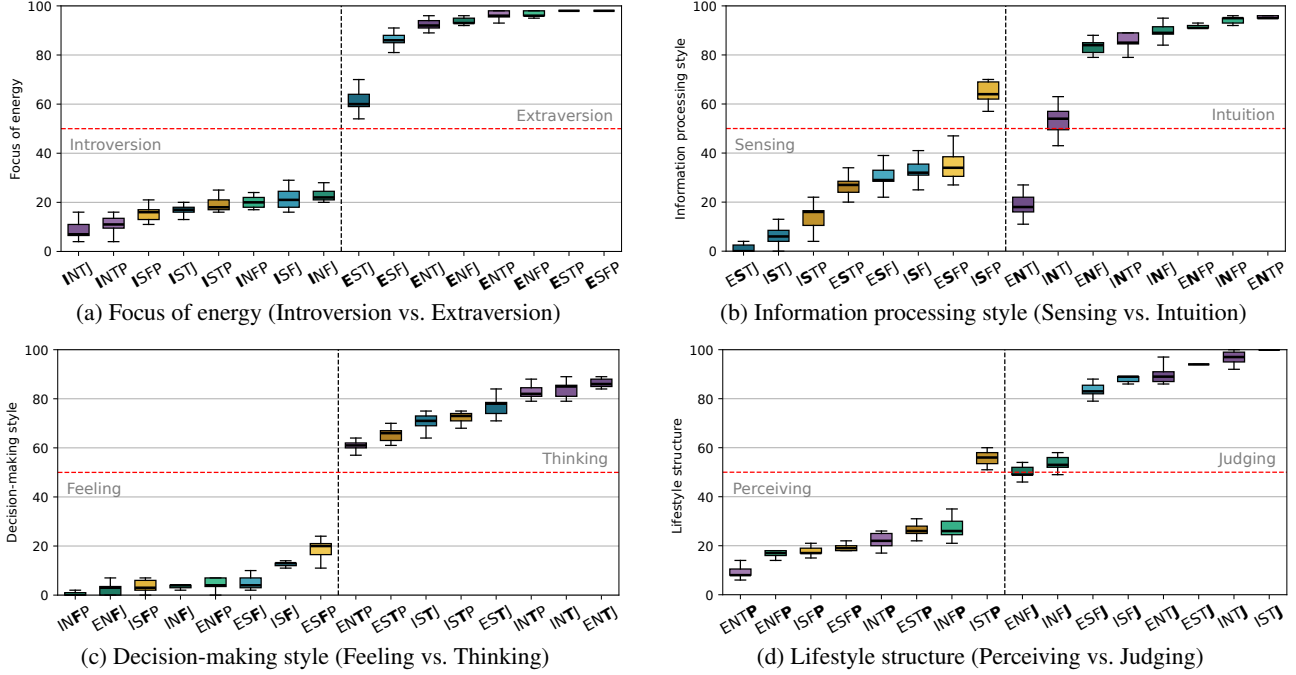 100
80
60
40
20
0
Focus of energy
Extraversion
Introversion
INTJ
INTP
ISFP
ISTJ
ISTP
INFP
ISFJ
INFJ
ESTJ
ESFJ
ENTJ
ENFJ
ENTP
ENFP
ESTP
ESFP
(a) Focus of energy (Introversion vs. Extraversion)
100
80
60
40
20
0
Information processing style
Intuition
Sensing
ESTJ
ISTJ
ISTP
ESTP
ESFJ
ISFJ
ESFP
ISFP
ENTJ
INTJ
ENFJ
INTP
INFJ
ENFP
INFP
ENTP
(b) Information processing style (Sensing vs. Intuition)
100
80
60
40
20
0
Decision-making style
Thinking
Feeling
INFP
ENFJ
ISFP
INFJ
ENFP
ESFJ
ISFJ
ESFP
ENTP
ESTP
ISTJ
ISTP
ESTJ
INTP
INTJ
ENTJ
(c) Decision-making style (Feeling vs. Thinking)
100
80
60
40
20
0
Lifestyle structure
Judging
Perceiving
ENTP
ENFP
ISFP
ESFP
INTP
ESTP
INFP
ISTP
ENFJ
INFJ
ESFJ
ISFJ
ENTJ
ESTJ
INTJ
ISTJ
(d) Lifestyle structure (Perceiving vs. Judging)